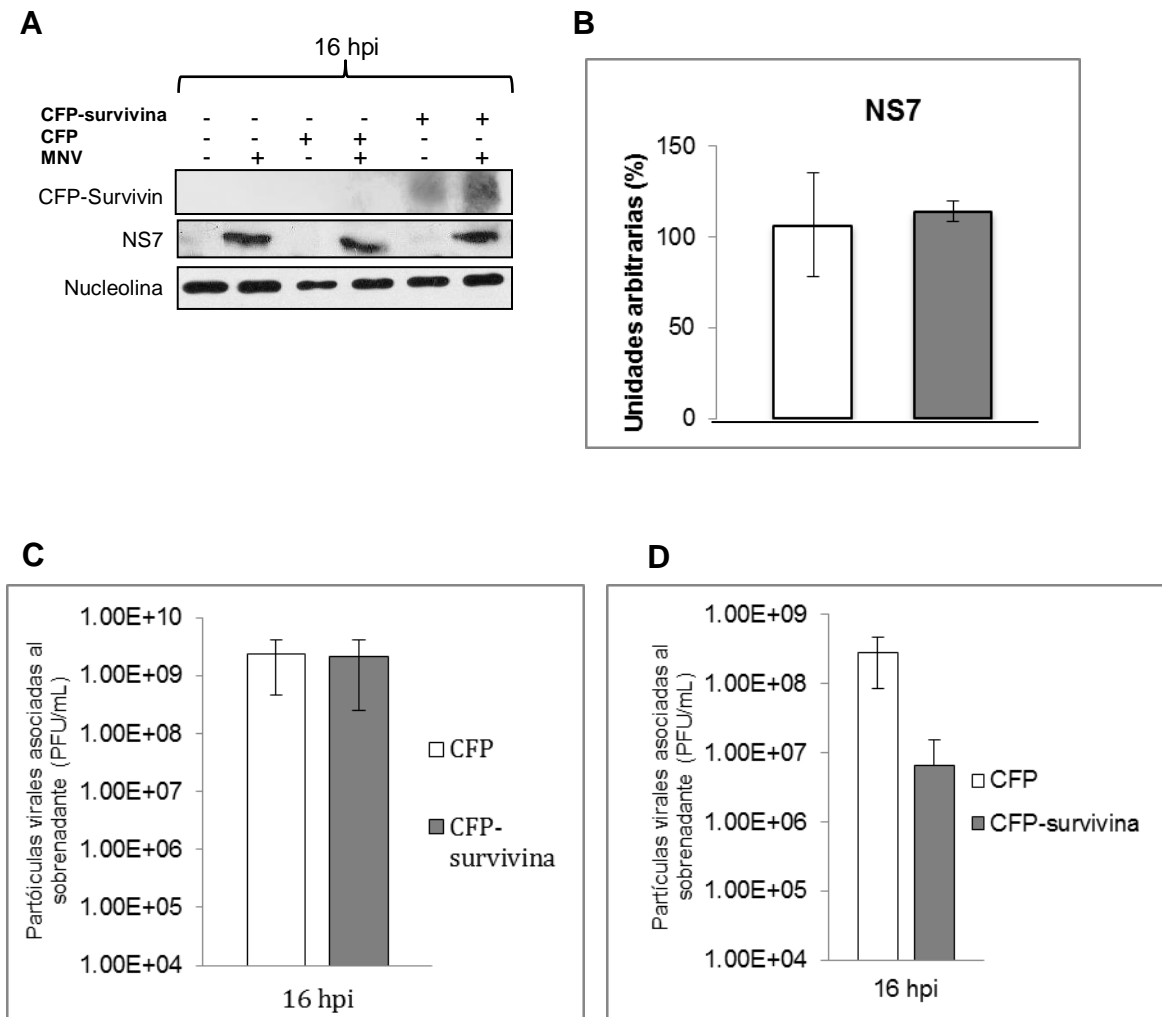 A
16 hpi
CFP-survivina - - - - + +
CFP - - + + - -
MNV - + - + - +
CFP-Survivin
NS7
Nucleolina
B
NS7
Unidades arbitrarias (%)
150
100
50
0
C
Partóiculas virales asociadas al
sobrenadante (PFU/mL)
1.00E+10
1.00E+09
1.00E+08
1.00E+07
1.00E+06
1.00E+05
1.00E+04
16 hpi
CFP
CFP-
survivina
D
Partículas virales asociadas al
sobrenadante (PFU/mL)
1.00E+09
1.00E+08
1.00E+07
1.00E+06
1.00E+05
1.00E+04
16 hpi
CFP
CFP-survivina